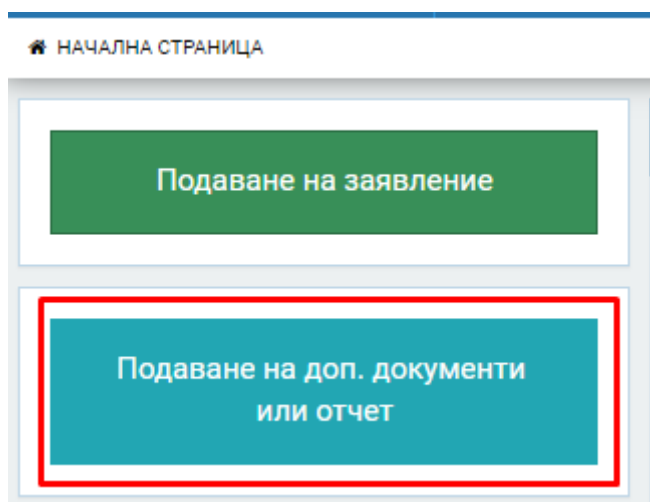 НАЧАЛНА СТРАНИЦА
Подаване на заявление
Подаване на доп. документи
или отчет